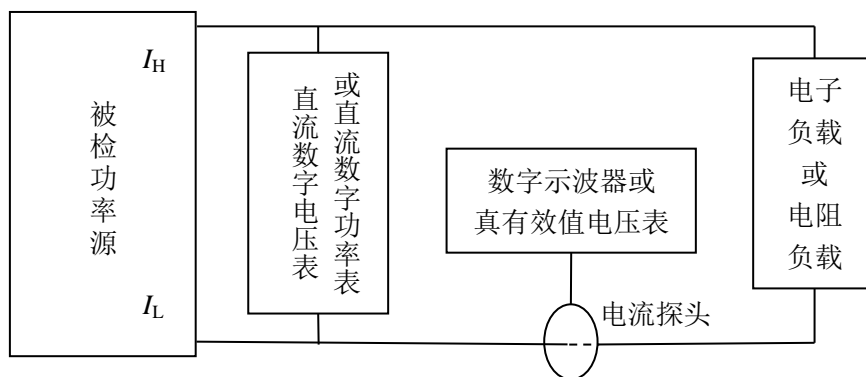 I_H
被检功率源
I_L
直流数字电压表
或直流数字功率表
数字示波器或
真有效值电压表
电流探头
电子
负载
或
电阻
负载